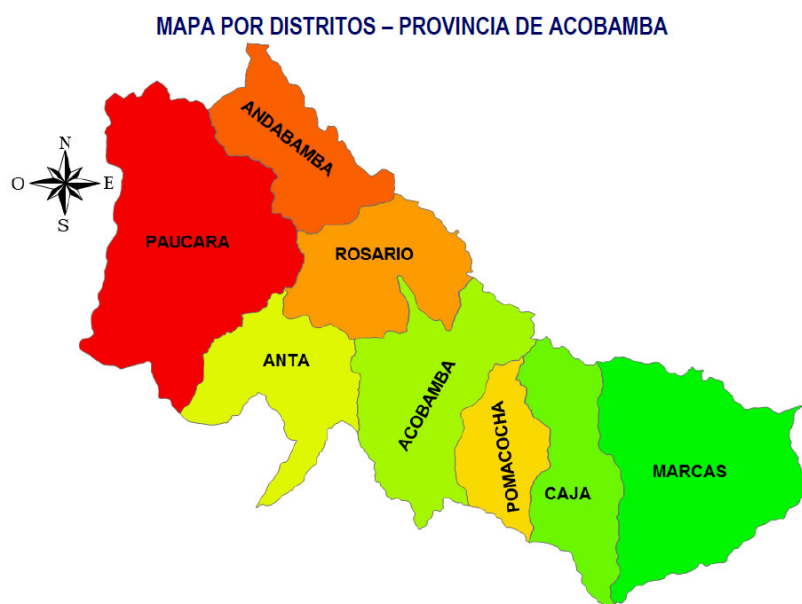 MAPA POR DISTRITOS – PROVINCIA DE ACOBAMBA
ANDABAMBA
N
O
E
S
PAUCARA
ROSARIO
ANTA
ACOBAMBA
POMACOCHA
CAJA
MARCAS